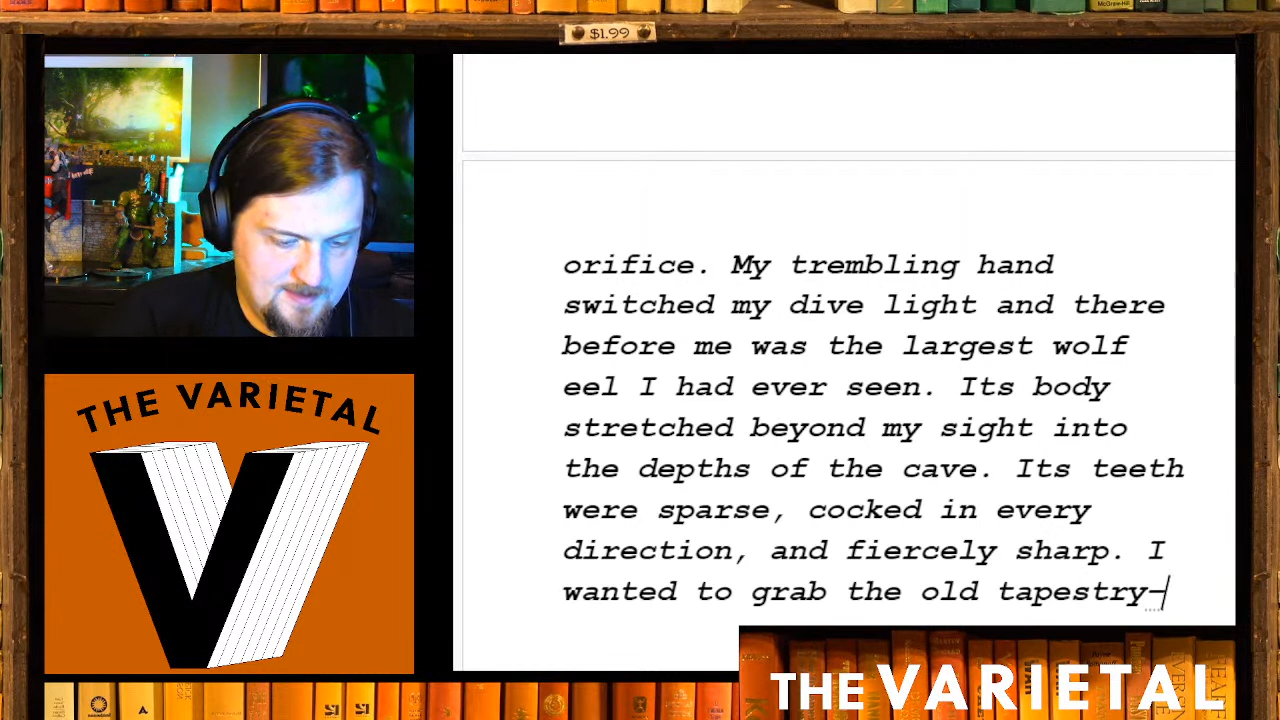 McGraw-Hill
$1.99
orifice. My trembling hand
switched my dive light and there
before me was the largest wolf
eel I had ever seen. Its body
stretched beyond my sight into
the depths of the cave. Its teeth
were sparse, cocked in every
direction, and fiercely sharp. I
wanted to grab the old tapestry-
THE VARIETAL
V
THE VARIETAL